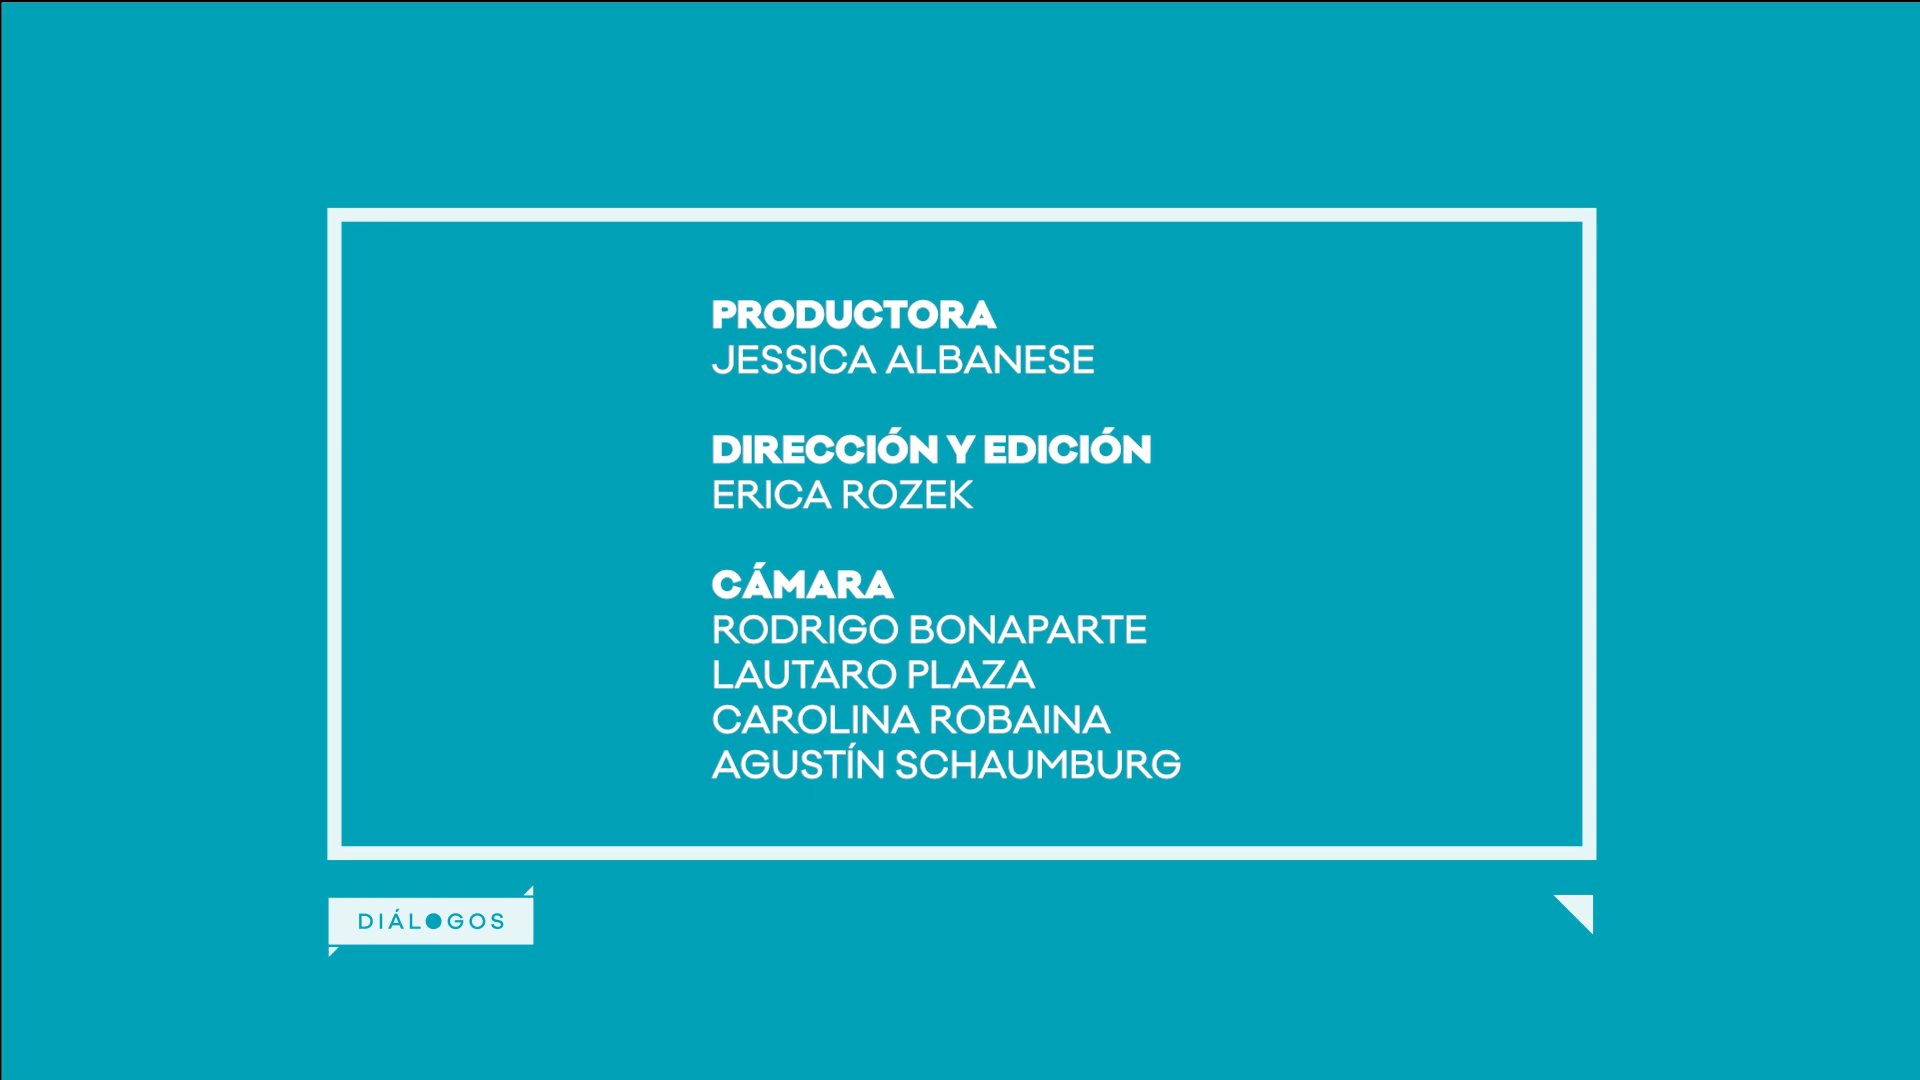 PRODUCTORA
JESSICA ALBANESE
DIRECCIÓN Y EDICIÓN
ERICA ROZEK
CÁMARA
RODRIGO BONAPARTE
LAUTARO PLAZA
CAROLINA ROBAINA
AGUSTÍN SCHAUMBURG
DIÁLOGOS